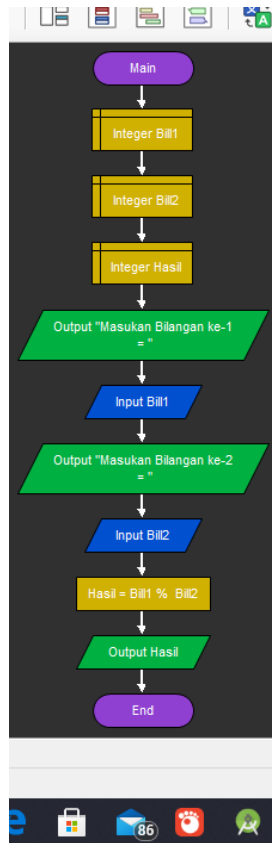 Main
Integer Bill1
Integer Bill2
Integer Hasil
Output "Masukan Bilangan ke-1
= "
Input Bill1
Output "Masukan Bilangan ke-2
= "
Input Bill2
Hasil = Bill1 % Bill2
Output Hasil
End
86